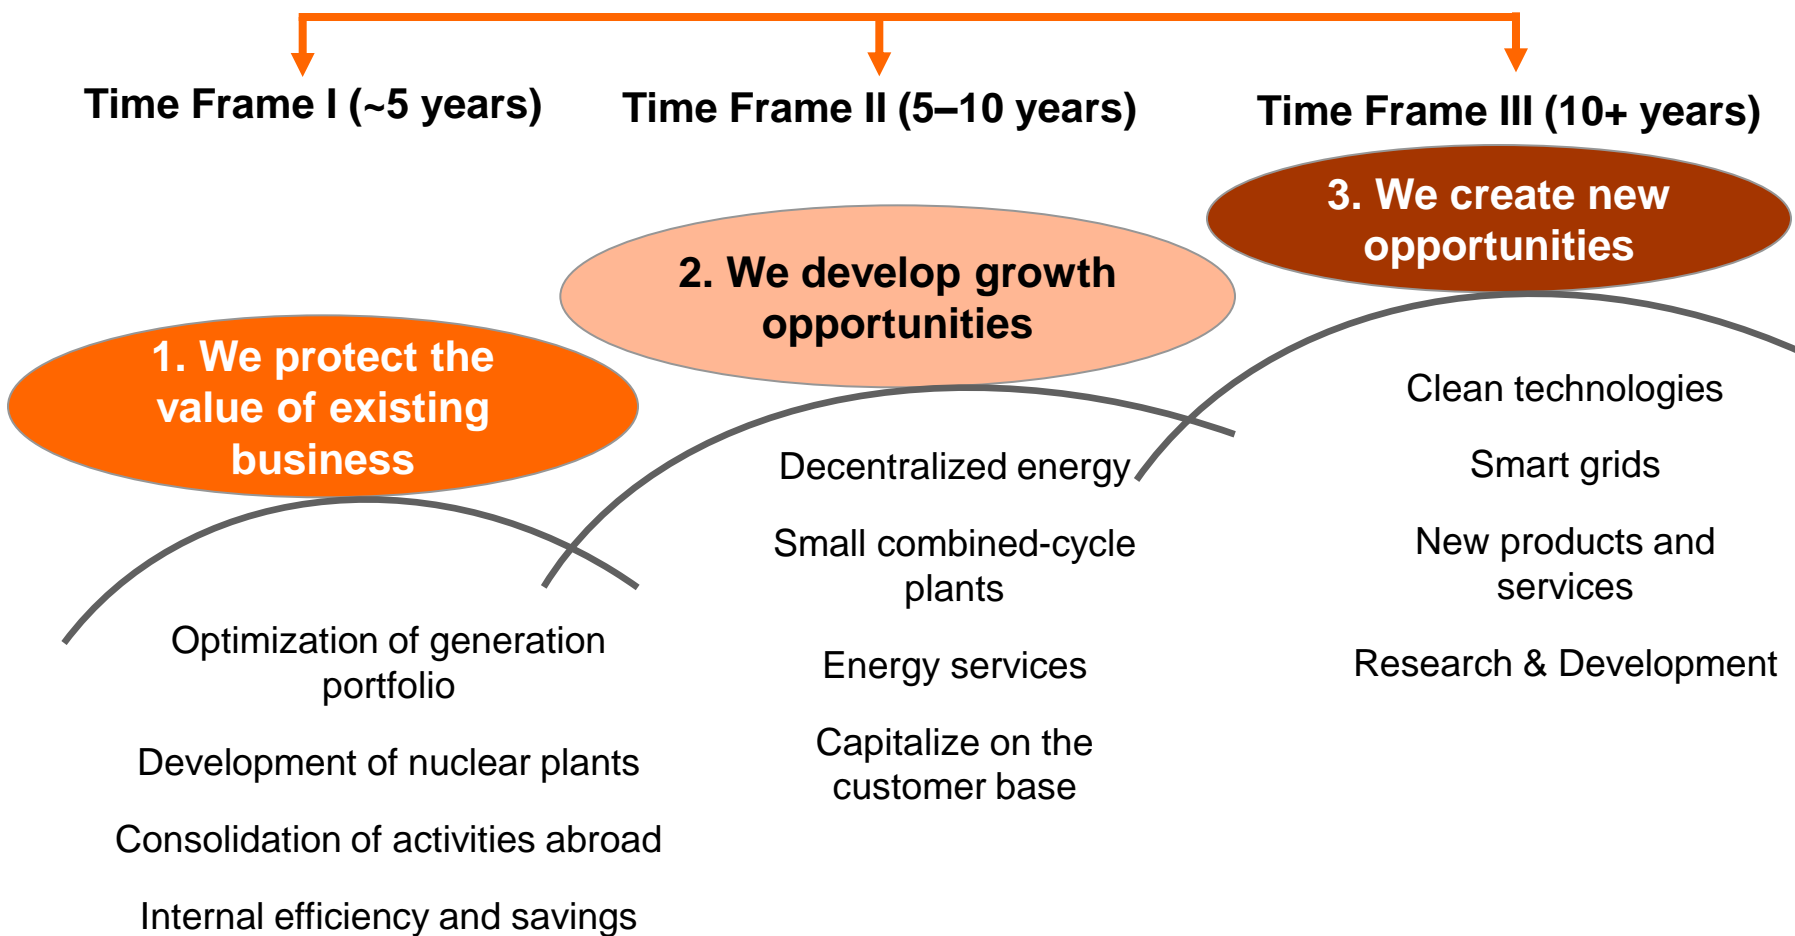 Time Frame I (~5 years)
Time Frame II (5–10 years)
Time Frame III (10+ years)
1. We protect the
value of existing
business
Optimization of generation
portfolio
Development of nuclear plants
Consolidation of activities abroad
Internal efficiency and savings
2. We develop growth
opportunities
Decentralized energy
Small combined-cycle
plants
Energy services
Capitalize on the
customer base
3. We create new
opportunities
Clean technologies
Smart grids
New products and
services
Research & Development